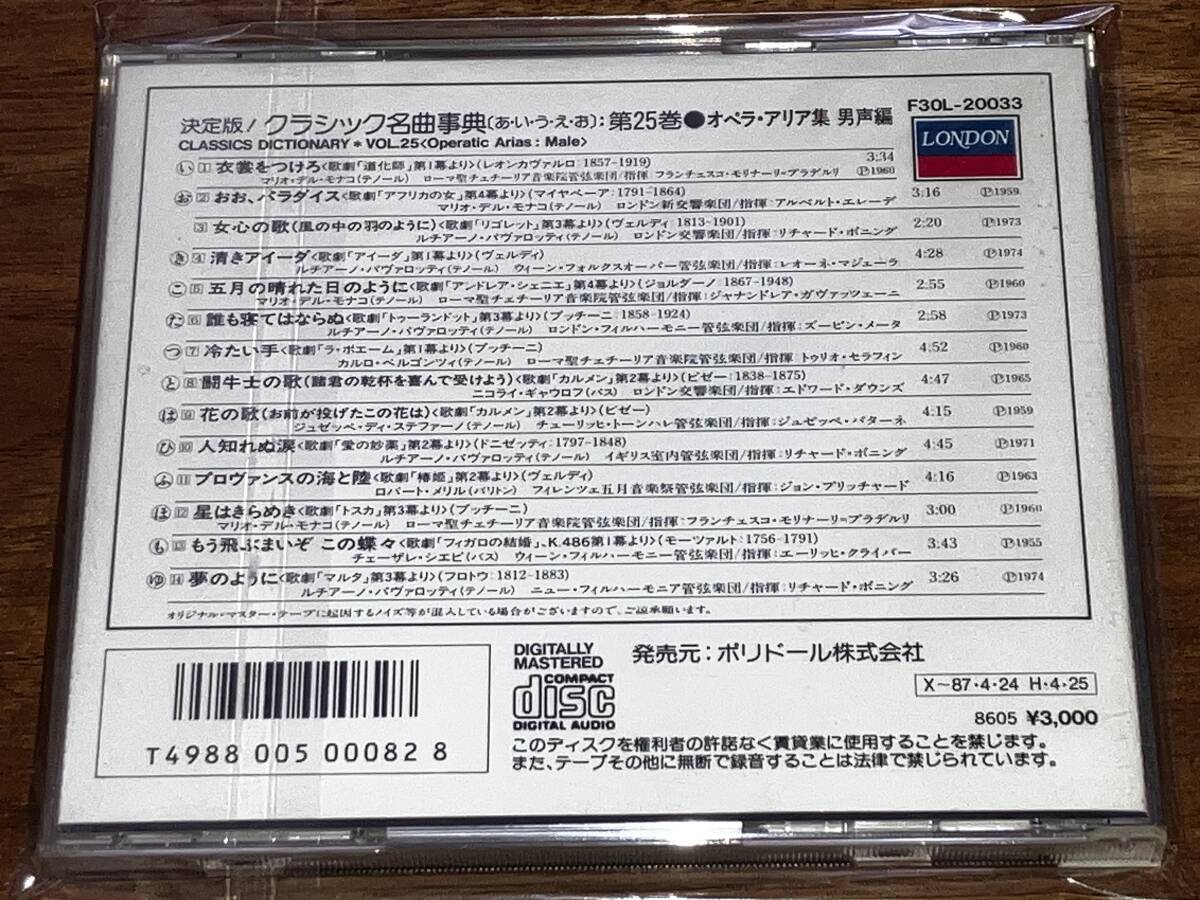 決定版!クラシック名曲事典(あ・い・う・え・お):第25巻●オペラ・アリア集 男声編
CLASSICS DICTIONARY * VOL.25<Operatic Arias : Male>
F30L-20033
LONDON
い 1 衣裳をつけろ<歌劇「道化師」第1幕より>(レオンカヴァルロ:1857-1919) 3:34
マリオ・デル・モナコ(テノール) ローマ聖チェチーリア音楽院管弦楽団/指揮:フランチェスコ・モリナーリ=プラデルリ Ⓟ1960
お 2 おお、パラダイス<歌劇「アフリカの女」第4幕より>(マイヤベーア:1791-1864) 3:16 Ⓟ1959
マリオ・デル・モナコ(テノール) ロンドン新交響楽団/指揮:アルベルト・エレーデ
3 女心の歌(風の中の羽のように)<歌劇「リゴレット」第3幕より>(ヴェルディ:1813-1901) 2:20 Ⓟ1973
ルチアーノ・パヴァロッティ(テノール) ロンドン交響楽団/指揮:リチャード・ボニング
き 4 清きアイーダ<歌劇「アイーダ」第1幕より>(ヴェルディ) 4:28 Ⓟ1974
ルチアーノ・パヴァロッティ(テノール) ウィーン・フォルクスオーパー管弦楽団/指揮:レオーネ・マジェーラ
こ 5 五月の晴れた日のように<歌劇「アンドレア・シェニエ」第4幕より>(ジョルダーノ:1867-1948) 2:55 Ⓟ1960
マリオ・デル・モナコ(テノール) ローマ聖チェチーリア音楽院管弦楽団/指揮:ジャナンドレア・ガヴァッツェーニ
た 6 誰も寝てはならぬ<歌劇「トゥーランドット」第3幕より>(プッチーニ:1858-1924) 2:58 Ⓟ1973
ルチアーノ・パヴァロッティ(テノール) ロンドン・フィルハーモニー管弦楽団/指揮:ズービン・メータ
つ 7 冷たい手<歌劇「ラ・ボエーム」第1幕より>(プッチーニ) 4:52 Ⓟ1960
カルロ・ベルゴンツィ(テノール) ローマ聖チェチーリア音楽院管弦楽団/指揮:トゥリオ・セラフィン
と 8 闘牛士の歌(諸君の乾杯を喜んで受けよう)<歌劇「カルメン」第2幕より>(ビゼー:1838-1875) 4:47 Ⓟ1965
ニコライ・ギャウロフ(バス) ロンドン交響楽団/指揮:エドワード・ダウンズ
は 9 花の歌(お前が投げたこの花は)<歌劇「カルメン」第2幕より>(ビゼー) 4:15 Ⓟ1959
ジュゼッペ・ディ・ステファーノ(テノール) チューリッヒ・トーンハレ管弦楽団/指揮:ジュゼッペ・パターネ
ひ 10 人知れぬ涙<歌劇「愛の妙薬」第2幕より>(ドニゼッティ:1797-1848) 4:45 Ⓟ1971
ルチアーノ・パヴァロッティ(テノール) イギリス室内管弦楽団/指揮:リチャード・ボニング
ふ 11 プロヴァンスの海と陸<歌劇「椿姫」第2幕より>(ヴェルディ) 4:16 Ⓟ1963
ロバート・メリル(バリトン) フィレンツェ五月音楽祭管弦楽団/指揮:ジョン・プリッチャード
ほ 12 星はきらめき<歌劇「トスカ」第3幕より>(プッチーニ) 3:00 Ⓟ1960
マリオ・デル・モナコ(テノール) ローマ聖チェチーリア音楽院管弦楽団/指揮:フランチェスコ・モリナーリ=プラデルリ
も 13 もう飛ぶまいぞ この蝶々<歌劇「フィガロの結婚」、K.486第1幕より>(モーツァルト:1756-1791) 3:43 Ⓟ1955
チェーザレ・シエピ(バス) ウィーン・フィルハーモニー管弦楽団/指揮:エーリッヒ・クライバー
ゆ 14 夢のように<歌劇「マルタ」第3幕より>(フロトウ:1812-1883) 3:26 Ⓟ1974
ルチアーノ・パヴァロッティ(テノール) ニュー・フィルハーモニア管弦楽団/指揮:リチャード・ボニング
オリジナル・マスター・テープに起因するノイズ等が混入している場合がございますので、ご諒承願います。
T4988 005 00082 8
DIGITALLY
MASTERED
COMPACT
disc
DIGITAL AUDIO
発売元:ポリドール株式会社
X~87・4・24 H・4・25
8605 ¥3,000
このディスクを権利者の許諾なく賃貸業に使用することを禁じます。
また、テープその他に無断で録音することは法律で禁じられています。